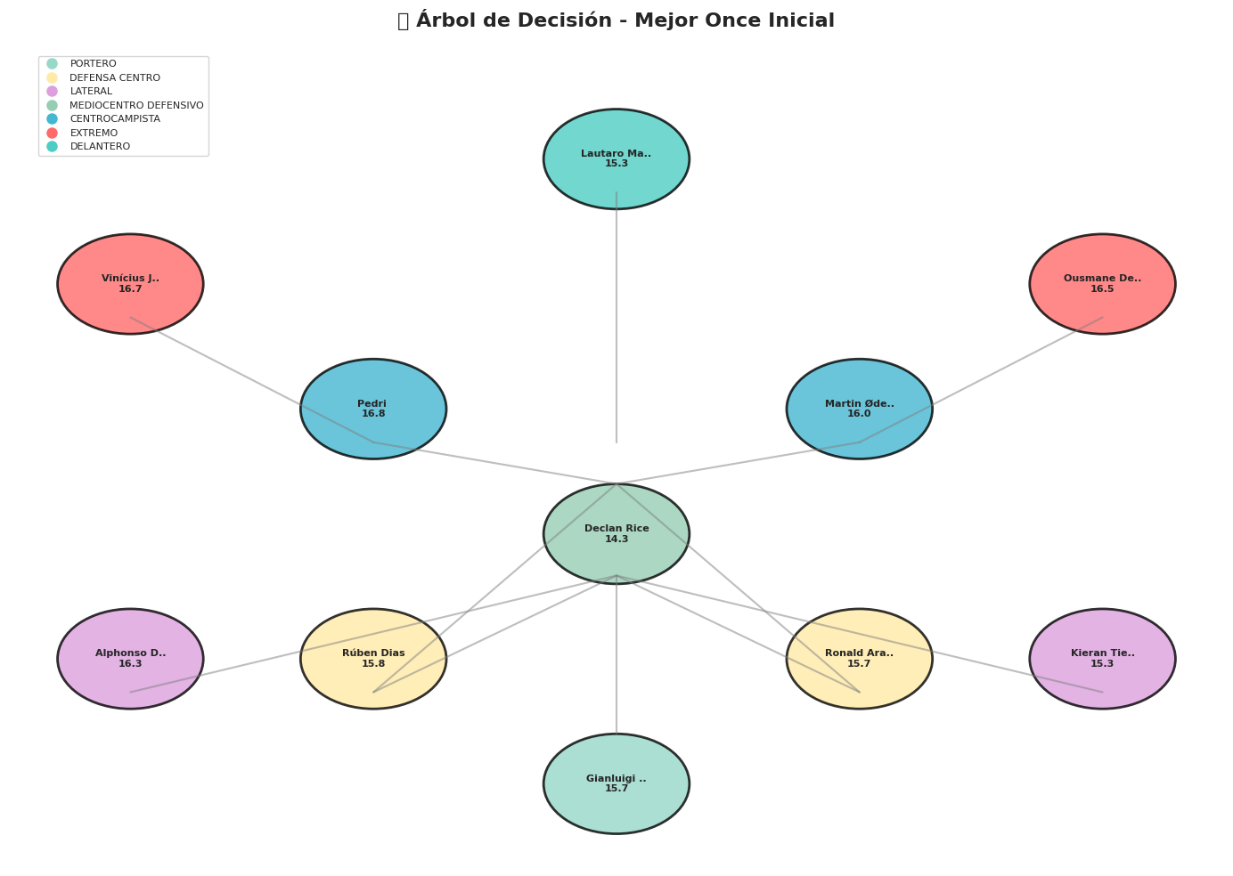 Árbol de Decisión - Mejor Once Inicial
PORTERO
DEFENSA CENTRO
LATERAL
MEDIOCENTRO DEFENSIVO
CENTROCAMPISTA
EXTREMO
DELANTERO
Lautaro Ma..
15.3
Vinícius J..
16.7
Ousmane De..
16.5
Pedri
16.8
Martin Øde..
16.0
Declan Rice
14.3
Alphonso D..
16.3
Rúben Dias
15.8
Ronald Ara..
15.7
Kieran Tie..
15.3
Gianluigi ..
15.7